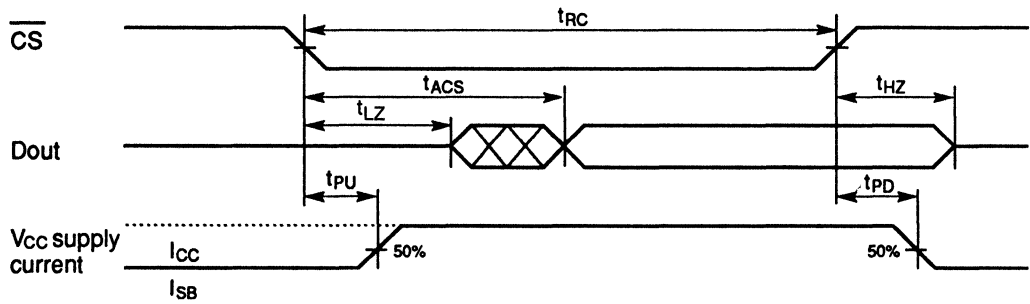 CS
tRC
tACS
tHZ
tLZ
Dout
tPU
tPD
VCC supply
current
ICC
50%
50%
ISB